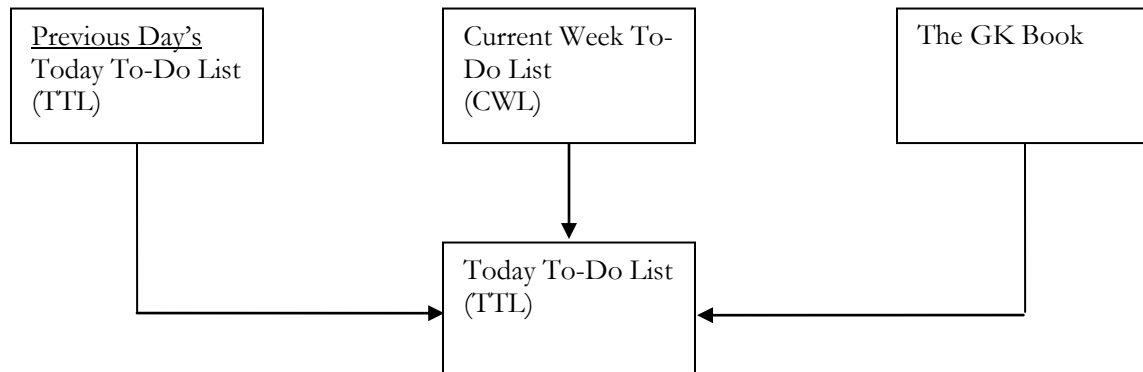 Previous Day’s
Today To-Do List
(TTL)
Current Week To-
Do List
(CWL)
The GK Book
Today To-Do List
(TTL)